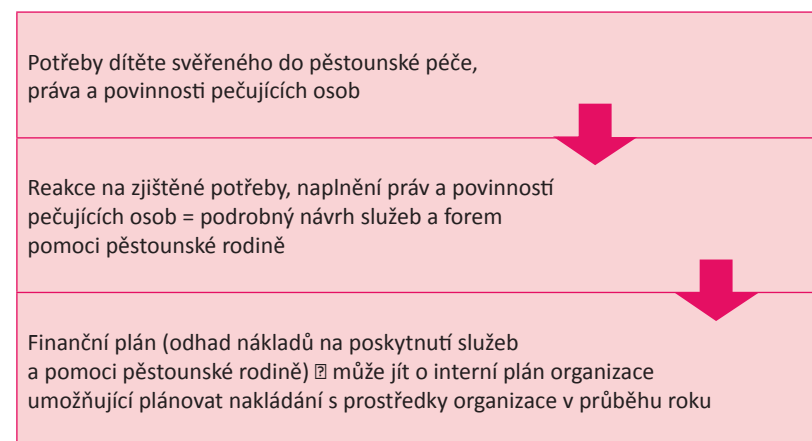 Potřeby dítěte svěřeného do pěstounské péče,
práva a povinnosti pečujících osob
Reakce na zjištěné potřeby, naplnění práv a povinností
pečujících osob = podrobný návrh služeb a forem
pomoci pěstounské rodině
Finanční plán (odhad nákladů na poskytnutí služeb
a pomoci pěstounské rodině) ⍰ může jít o interní plán organizace
umožňující plánovat nakládání s prostředky organizace v průběhu roku